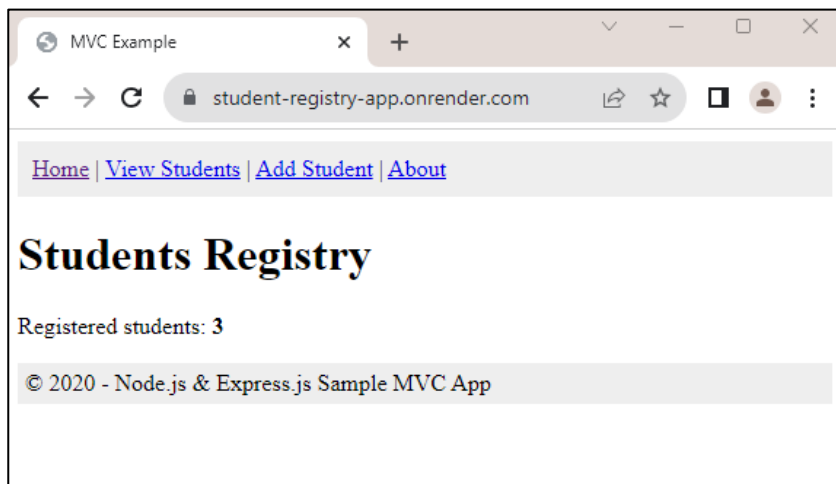 MVC Example
student-registry-app.onrender.com
Home | View Students | Add Student | About
Students Registry
Registered students: 3
© 2020 - Node.js & Express.js Sample MVC App